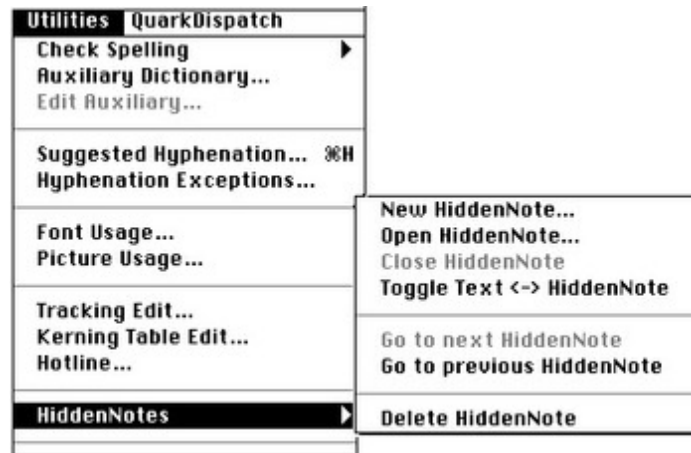 Utilities QuarkDispatch
Check Spelling
Auxiliary Dictionary...
Edit Auxiliary...
Suggested Hyphenation... ⌘H
Hyphenation Exceptions...
Font Usage...
Picture Usage...
Tracking Edit...
Kerning Table Edit...
Hotline...
HiddenNotes
New HiddenNote...
Open HiddenNote...
Close HiddenNote
Toggle Text <-> HiddenNote
Go to next HiddenNote
Go to previous HiddenNote
Delete HiddenNote